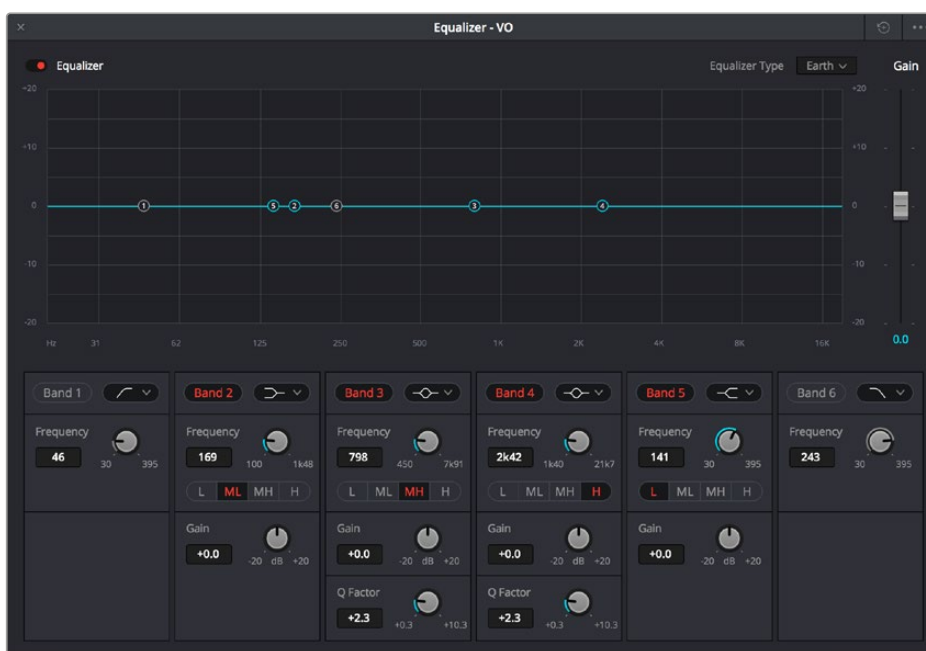 Equalizer - VO
Equalizer
Equalizer Type Earth Gain
+20 +20
+10 +10
0 1 5 2 6 3 4 0
-10 -10
-20 -20
Hz 31 62 125 250 500 1K 2K 4K 8K 16K 0.0
Band 1 Band 2 Band 3 Band 4 Band 5 Band 6
Frequency Frequency Frequency Frequency Frequency Frequency
46 30 395 169 100 1k48 798 450 7k91 2k42 1k40 21k7 141 30 395 243 30 395
L ML MH H L ML MH H L ML MH H L ML MH H
Gain Gain Gain Gain
+0.0 -20 dB +20 +0.0 -20 dB +20 +0.0 -20 dB +20 +0.0 -20 dB +20
Q Factor Q Factor
+2.3 +0.3 +10.3 +2.3 +0.3 +10.3